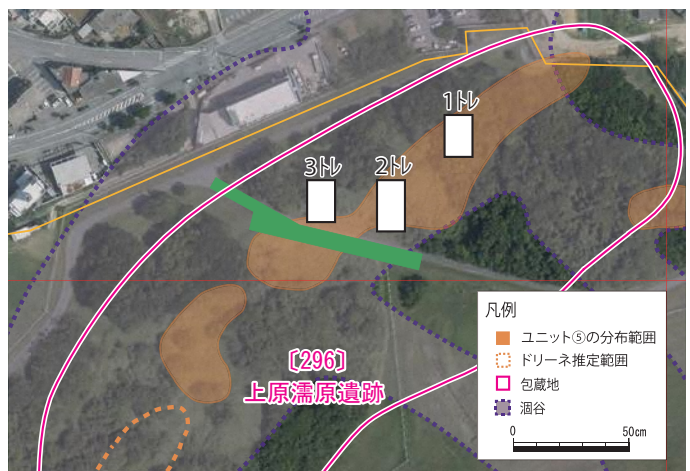 1トレ
3トレ
2トレ
〔296〕
上原濡原遺跡
凡例
ユニット⑤の分布範囲
ドリーネ推定範囲
包蔵地
涸谷
0
50cm